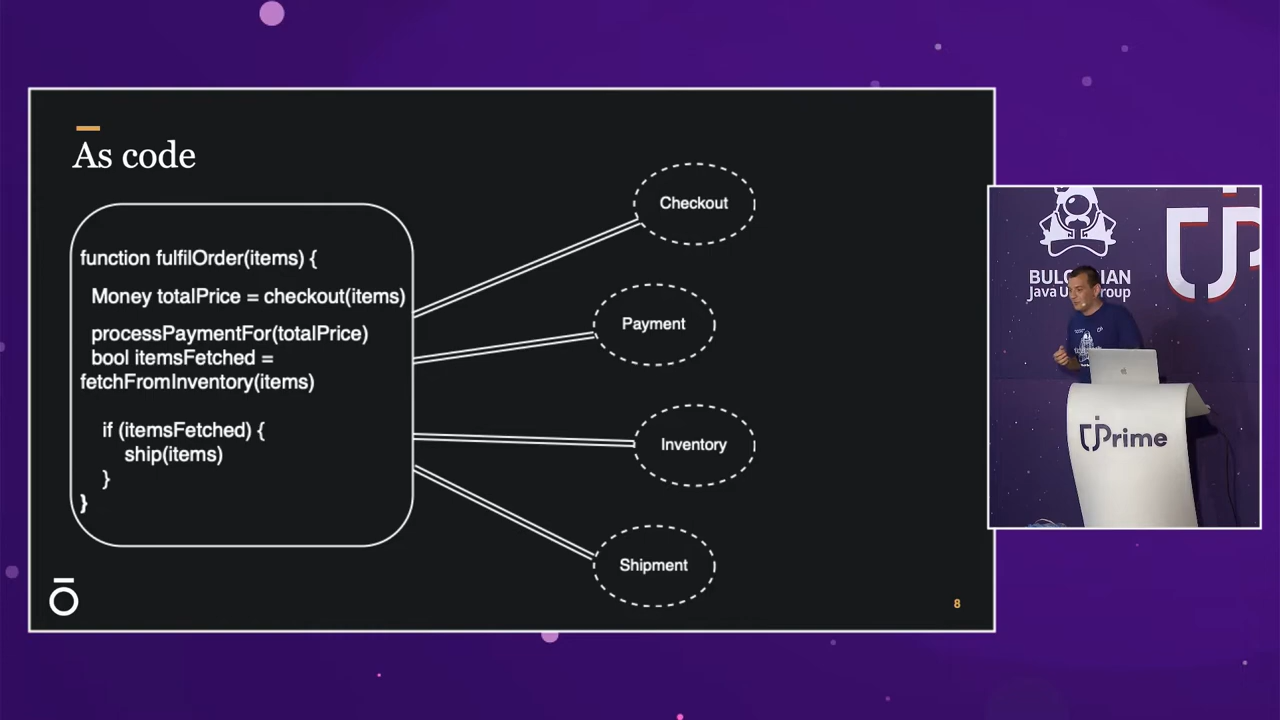 As code
function fulfilOrder(items) {
Money totalPrice = checkout(items)
processPaymentFor(totalPrice)
bool itemsFetched =
fetchFromInventory(items)
if (itemsFetched) {
ship(items)
}
}
Checkout
Payment
Inventory
Shipment
8
BULGARIAN
Java User Group
Prime